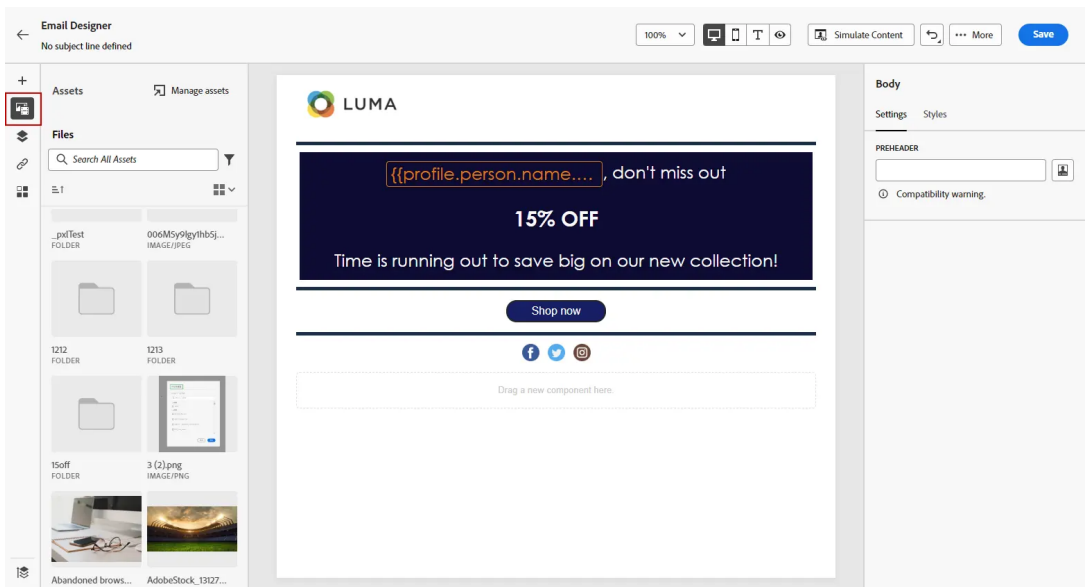 Email Designer
No subject line defined
100%
T
Simulate Content
••• More
Save
Assets
Manage assets
Files
Search All Assets
_pxlTest
FOLDER
006M5y9lgy1hb5j...
IMAGE/JPEG
1212
FOLDER
1213
FOLDER
15off
FOLDER
3 (2).png
IMAGE/PNG
Abandoned brows...
AdobeStock_13127...
LUMA
{{profile.person.name.... , don't miss out
15% OFF
Time is running out to save big on our new collection!
Shop now
Drag a new component here
Body
Settings Styles
PREHEADER
Compatibility warning.